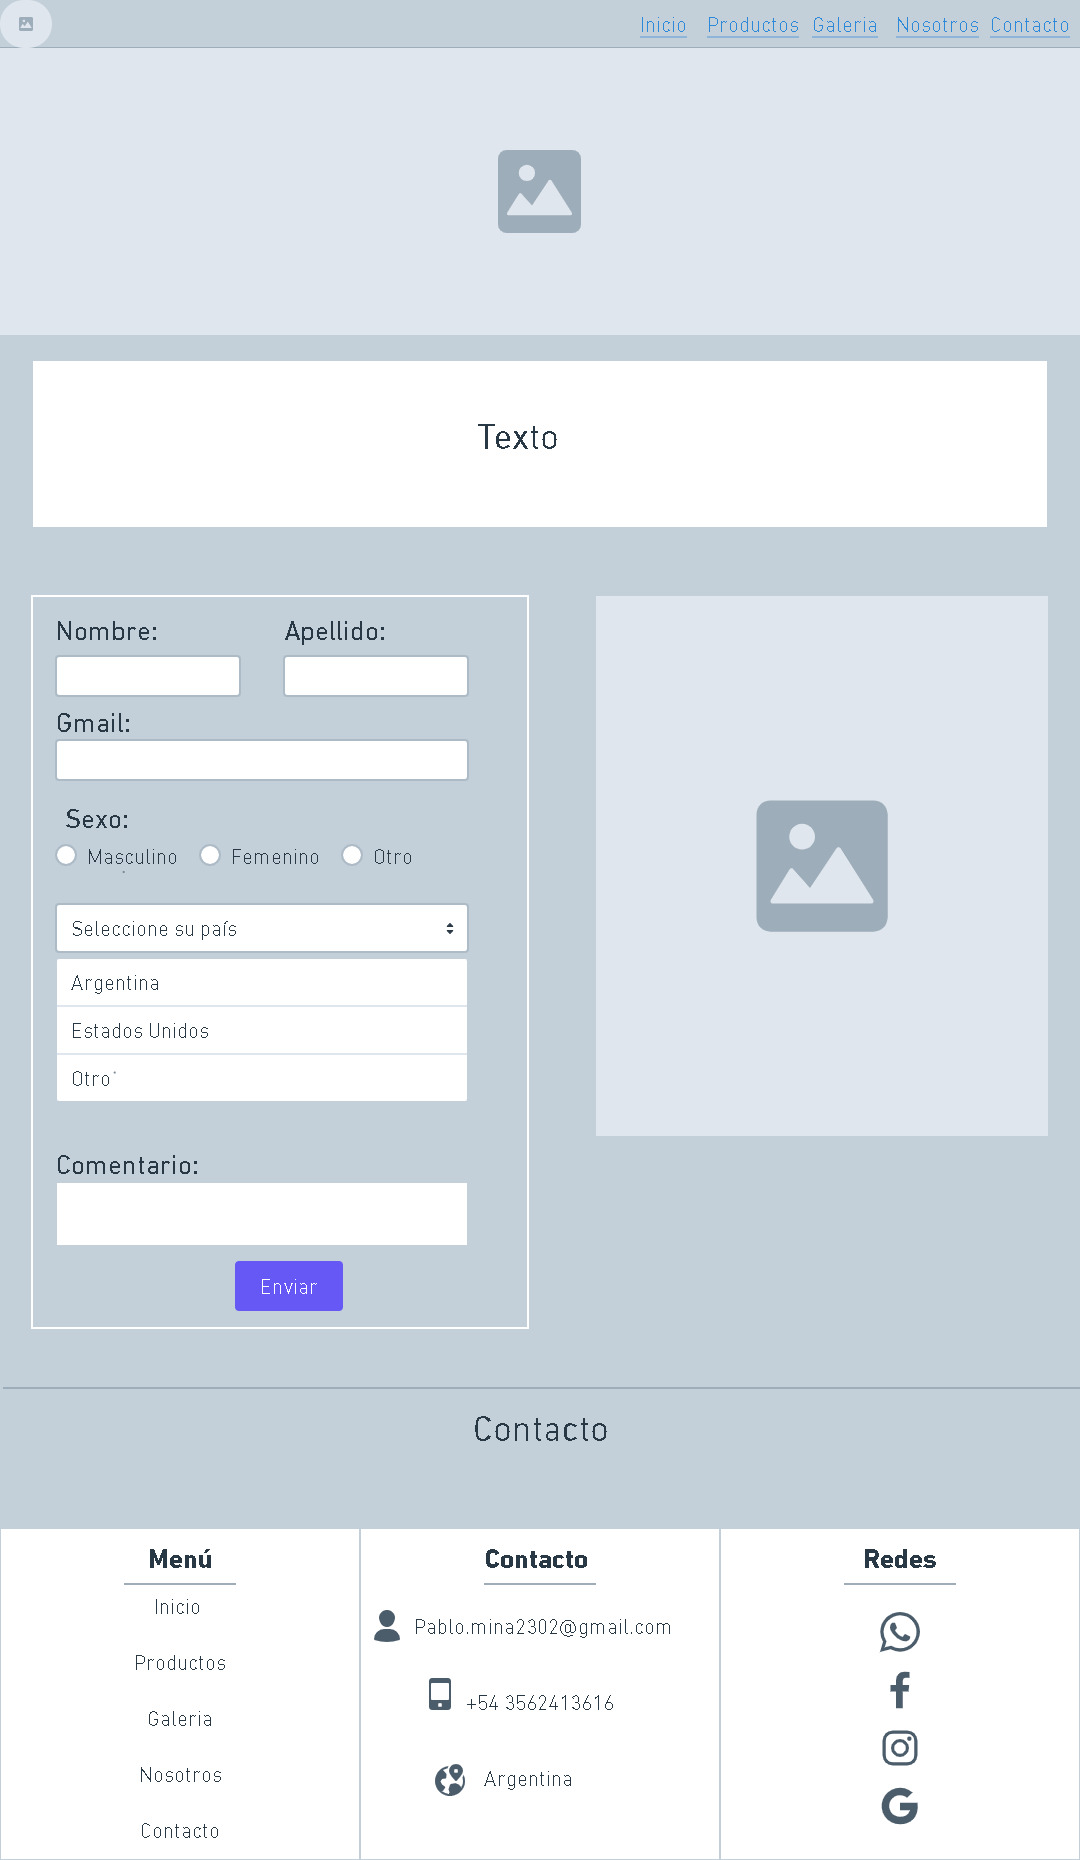 Inicio Productos Galeria Nosotros Contacto
Texto
Nombre: Apellido:
Gmail:
Sexo:
Masculino Femenino Otro
Seleccione su país
Argentina
Estados Unidos
Otro
Comentario:
Enviar
Contacto
Menú
Inicio
Productos
Galeria
Nosotros
Contacto
Contacto
Pablo.mina2302@gmail.com
+54 3562413616
Argentina
Redes